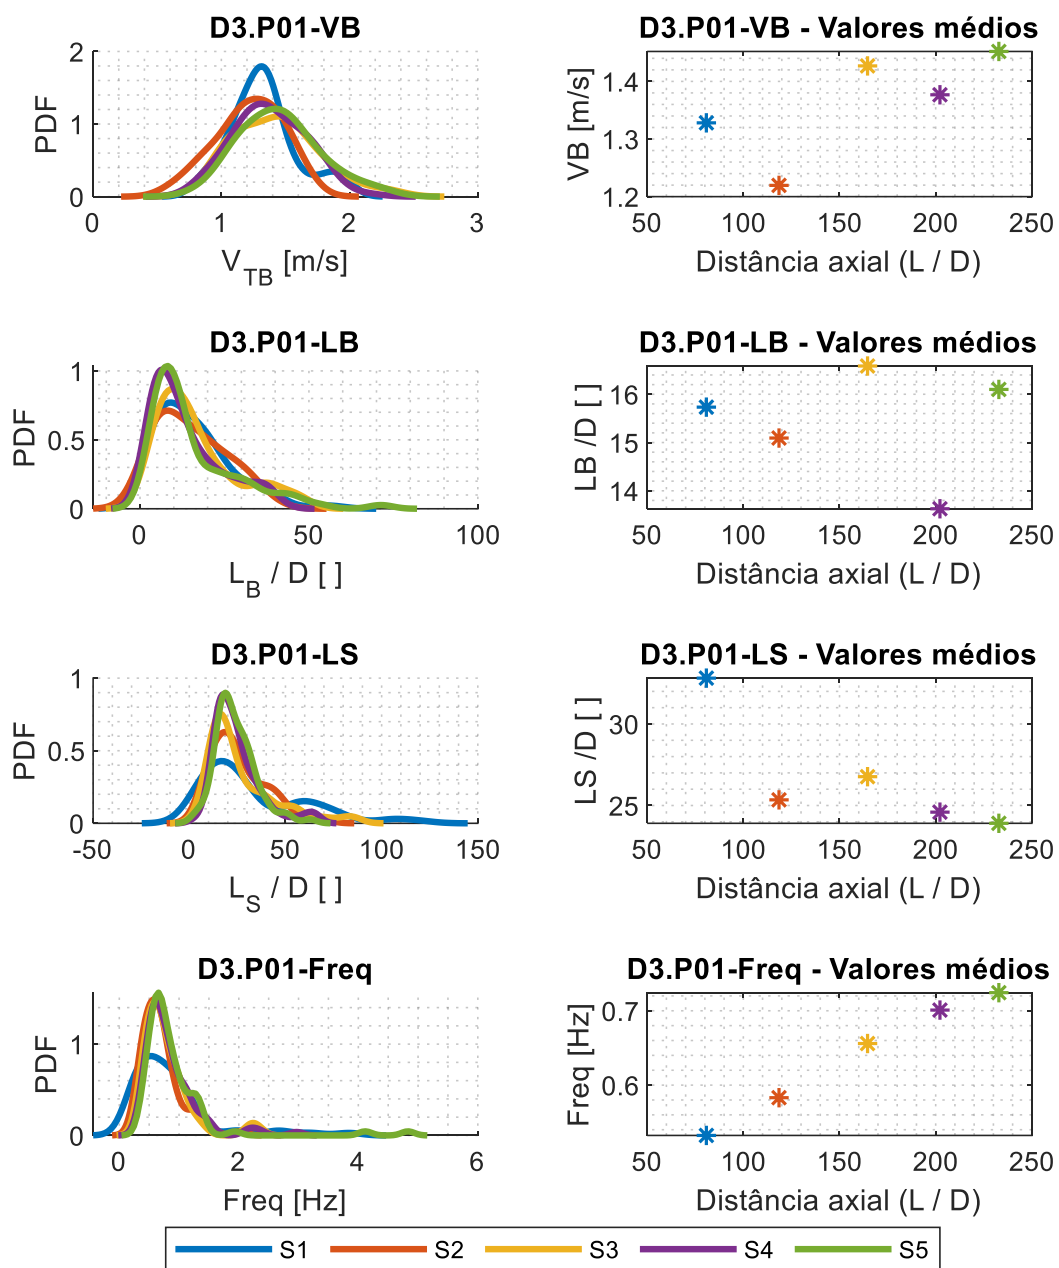 D3.P01-VB
2
1
0
PDF
0
1
2
3
V_TB [m/s]
D3.P01-VB - Valores médios
1.4
1.3
1.2
VB [m/s]
50
100
150
200
250
Distância axial (L / D)
D3.P01-LB
1
0.5
0
PDF
0
50
100
L_B / D [ ]
D3.P01-LB - Valores médios
16
15
14
LB /D [ ]
50
100
150
200
250
Distância axial (L / D)
D3.P01-LS
1
0.5
0
PDF
-50
0
50
100
150
L_S / D [ ]
D3.P01-LS - Valores médios
30
25
LS /D [ ]
50
100
150
200
250
Distância axial (L / D)
D3.P01-Freq
1
0
PDF
0
2
4
6
Freq [Hz]
D3.P01-Freq - Valores médios
0.7
0.6
Freq [Hz]
50
100
150
200
250
Distância axial (L / D)
S1
S2
S3
S4
S5